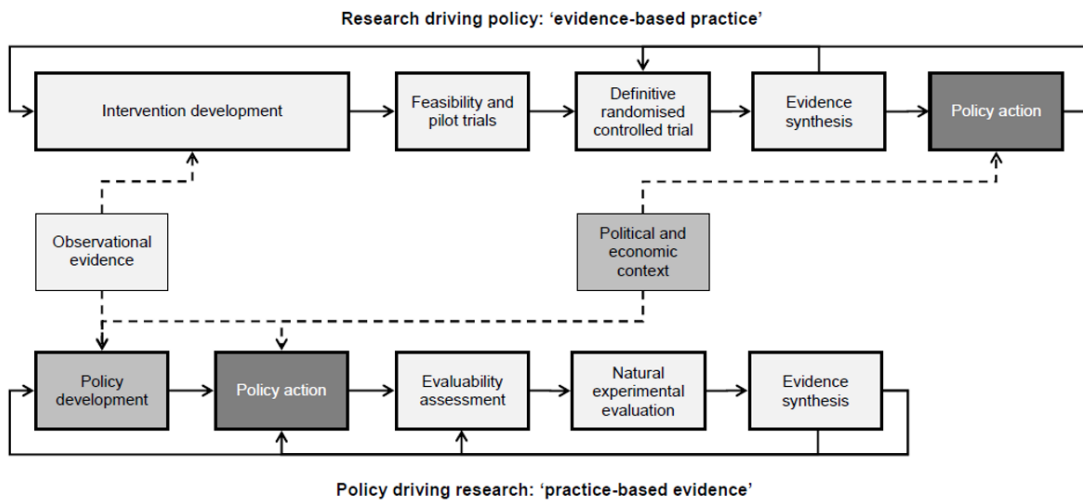 Research driving policy: ‘evidence-based practice’
Intervention development
Feasibility and
pilot trials
Definitive
randomised
controlled trial
Evidence
synthesis
Policy action
Observational
evidence
Political and
economic
context
Policy
development
Policy action
Evaluability
assessment
Natural
experimental
evaluation
Evidence
synthesis
Policy driving research: ‘practice-based evidence’